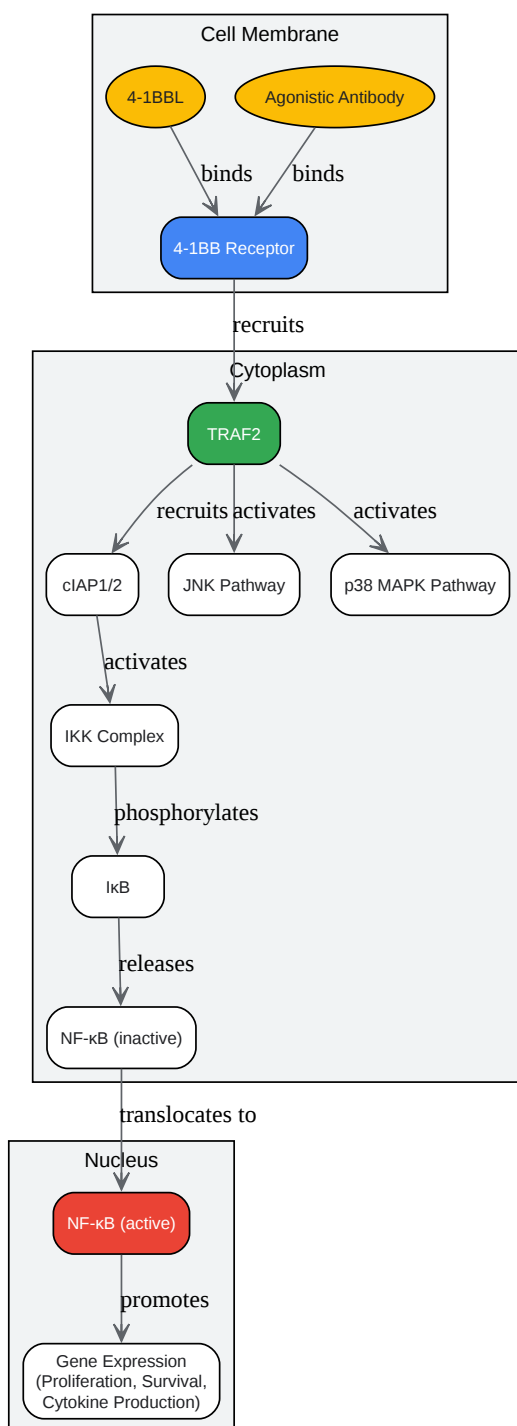 Cell Membrane
4-1BBL
Agonistic Antibody
binds
binds
4-1BB Receptor
recruits
Cytoplasm
TRAF2
recruits
activates
activates
cIAP1/2
JNK Pathway
p38 MAPK Pathway
activates
IKK Complex
phosphorylates
IκB
releases
NF-κB (inactive)
translocates to
Nucleus
NF-κB (active)
promotes
Gene Expression
(Proliferation, Survival,
Cytokine Production)